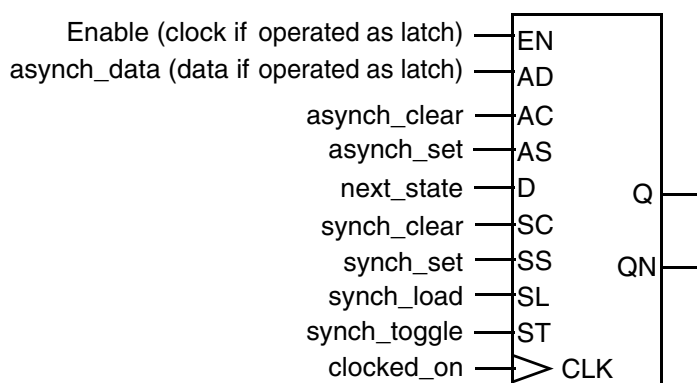 Enable (clock if operated as latch) EN
asynch_data (data if operated as latch) AD
asynch_clear AC
asynch_set AS
next_state D Q
synch_clear SC
synch_set SS QN
synch_load SL
synch_toggle ST
clocked_on CLK